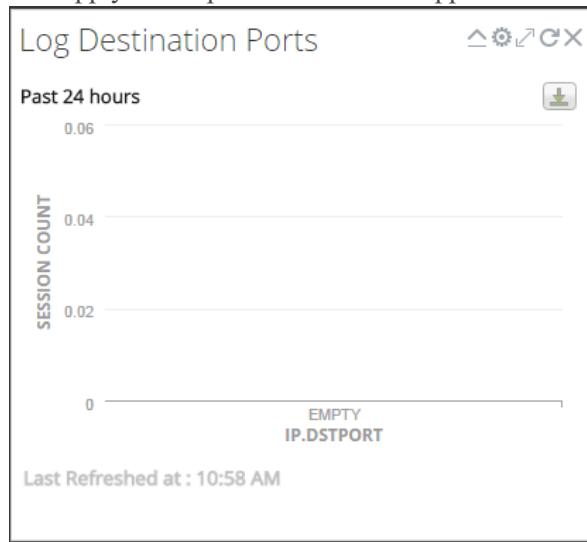 Log Destination Ports
Past 24 hours
0.06
0.04
0.02
0
SESSION COUNT
EMPTY
IP.DSTPORT
Last Refreshed at : 10:58 AM